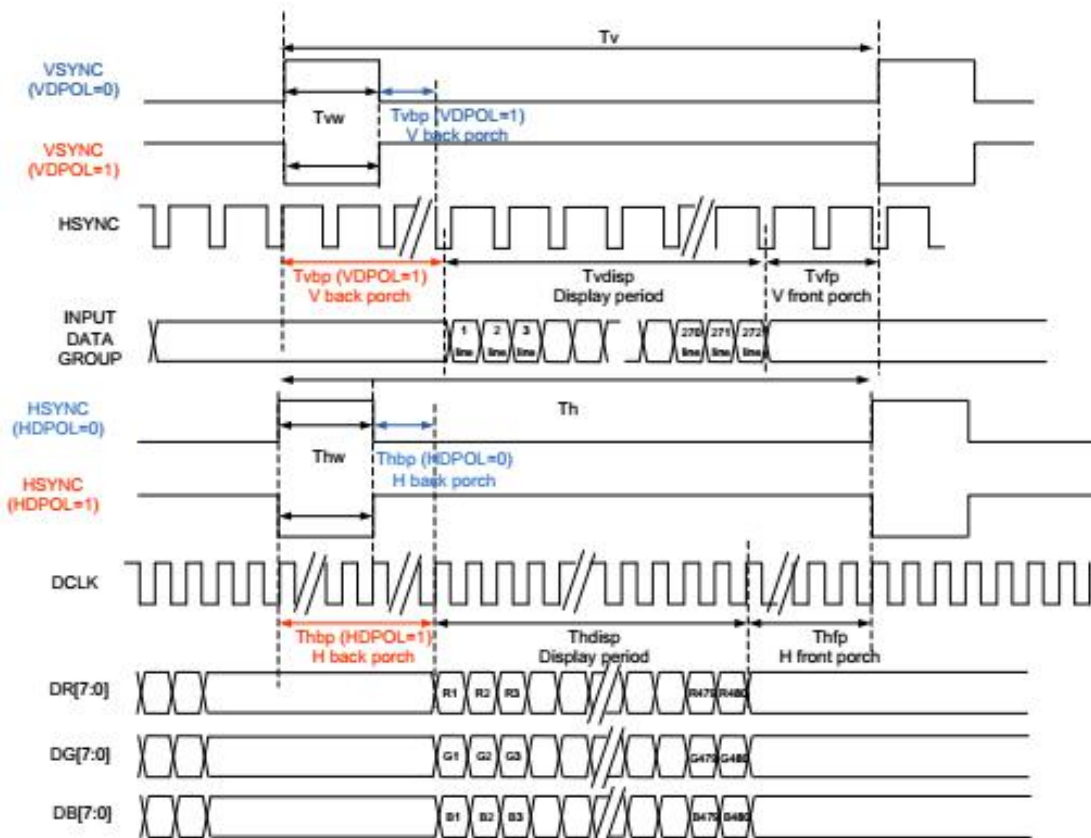 Tv
VSYNC
(VDPOL=0)
Tvw
Tvbp (VDPOL=1)
V back porch
VSYNC
(VDPOL=1)
HSYNC
Tvbp (VDPOL=1)
V back porch
Tvdisp
Display period
Tvfp
V front porch
INPUT
DATA
GROUP
1 line
2 line
3 line
270 line
271 line
272 line
HSYNC
(HDPOL=0)
Th
Thw
Thbp (HDPOL=0)
H back porch
HSYNC
(HDPOL=1)
DCLK
Thbp (HDPOL=1)
H back porch
Thdisp
Display period
Thfp
H front porch
DR[7:0]
R1 R2 R3 R479 R480
DG[7:0]
G1 G2 G3 G479 G480
DB[7:0]
B1 B2 B3 B479 B480